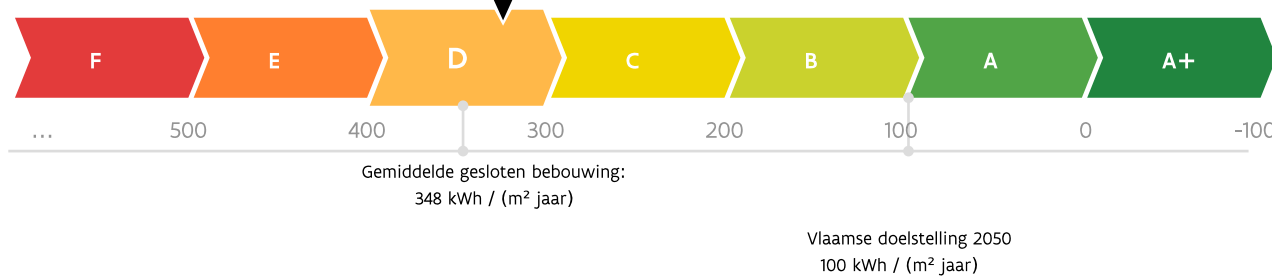 F E D C B A A+
... 500 400 300 200 100 0 -100
Gemiddelde gesloten bebouwing:
348 kWh / (m² jaar)
Vlaamse doelstelling 2050
100 kWh / (m² jaar)